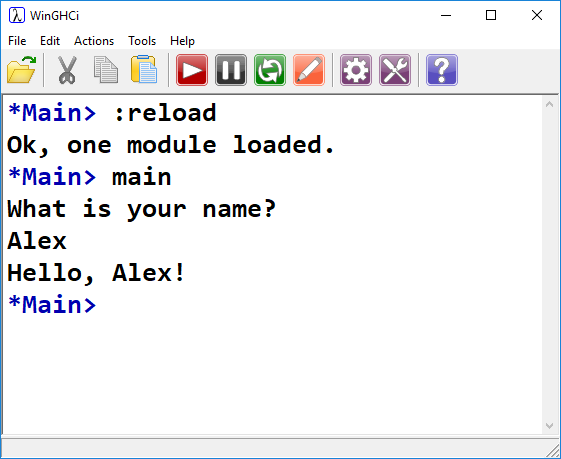 WinGHCi
File Edit Actions Tools Help
*Main> :reload
Ok, one module loaded.
*Main> main
What is your name?
Alex
Hello, Alex!
*Main>